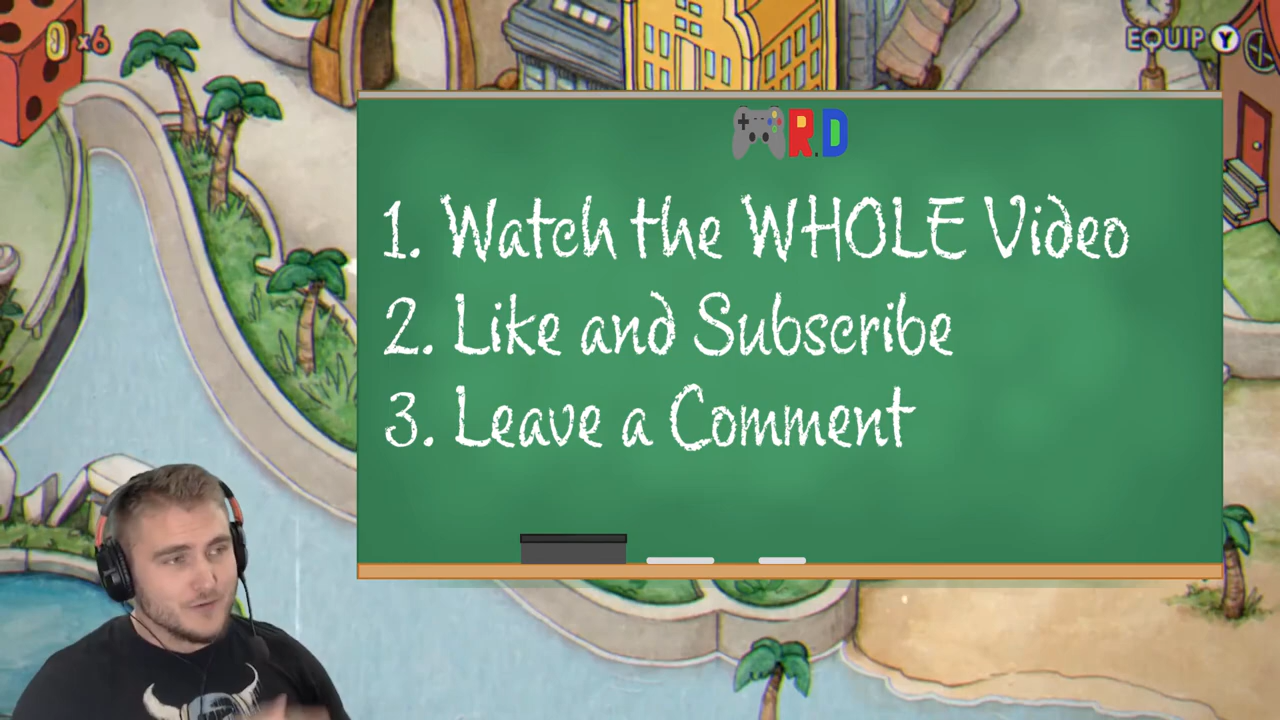 x6
EQUIP Y
R.D
1. Watch the WHOLE Video
2. Like and Subscribe
3. Leave a Comment